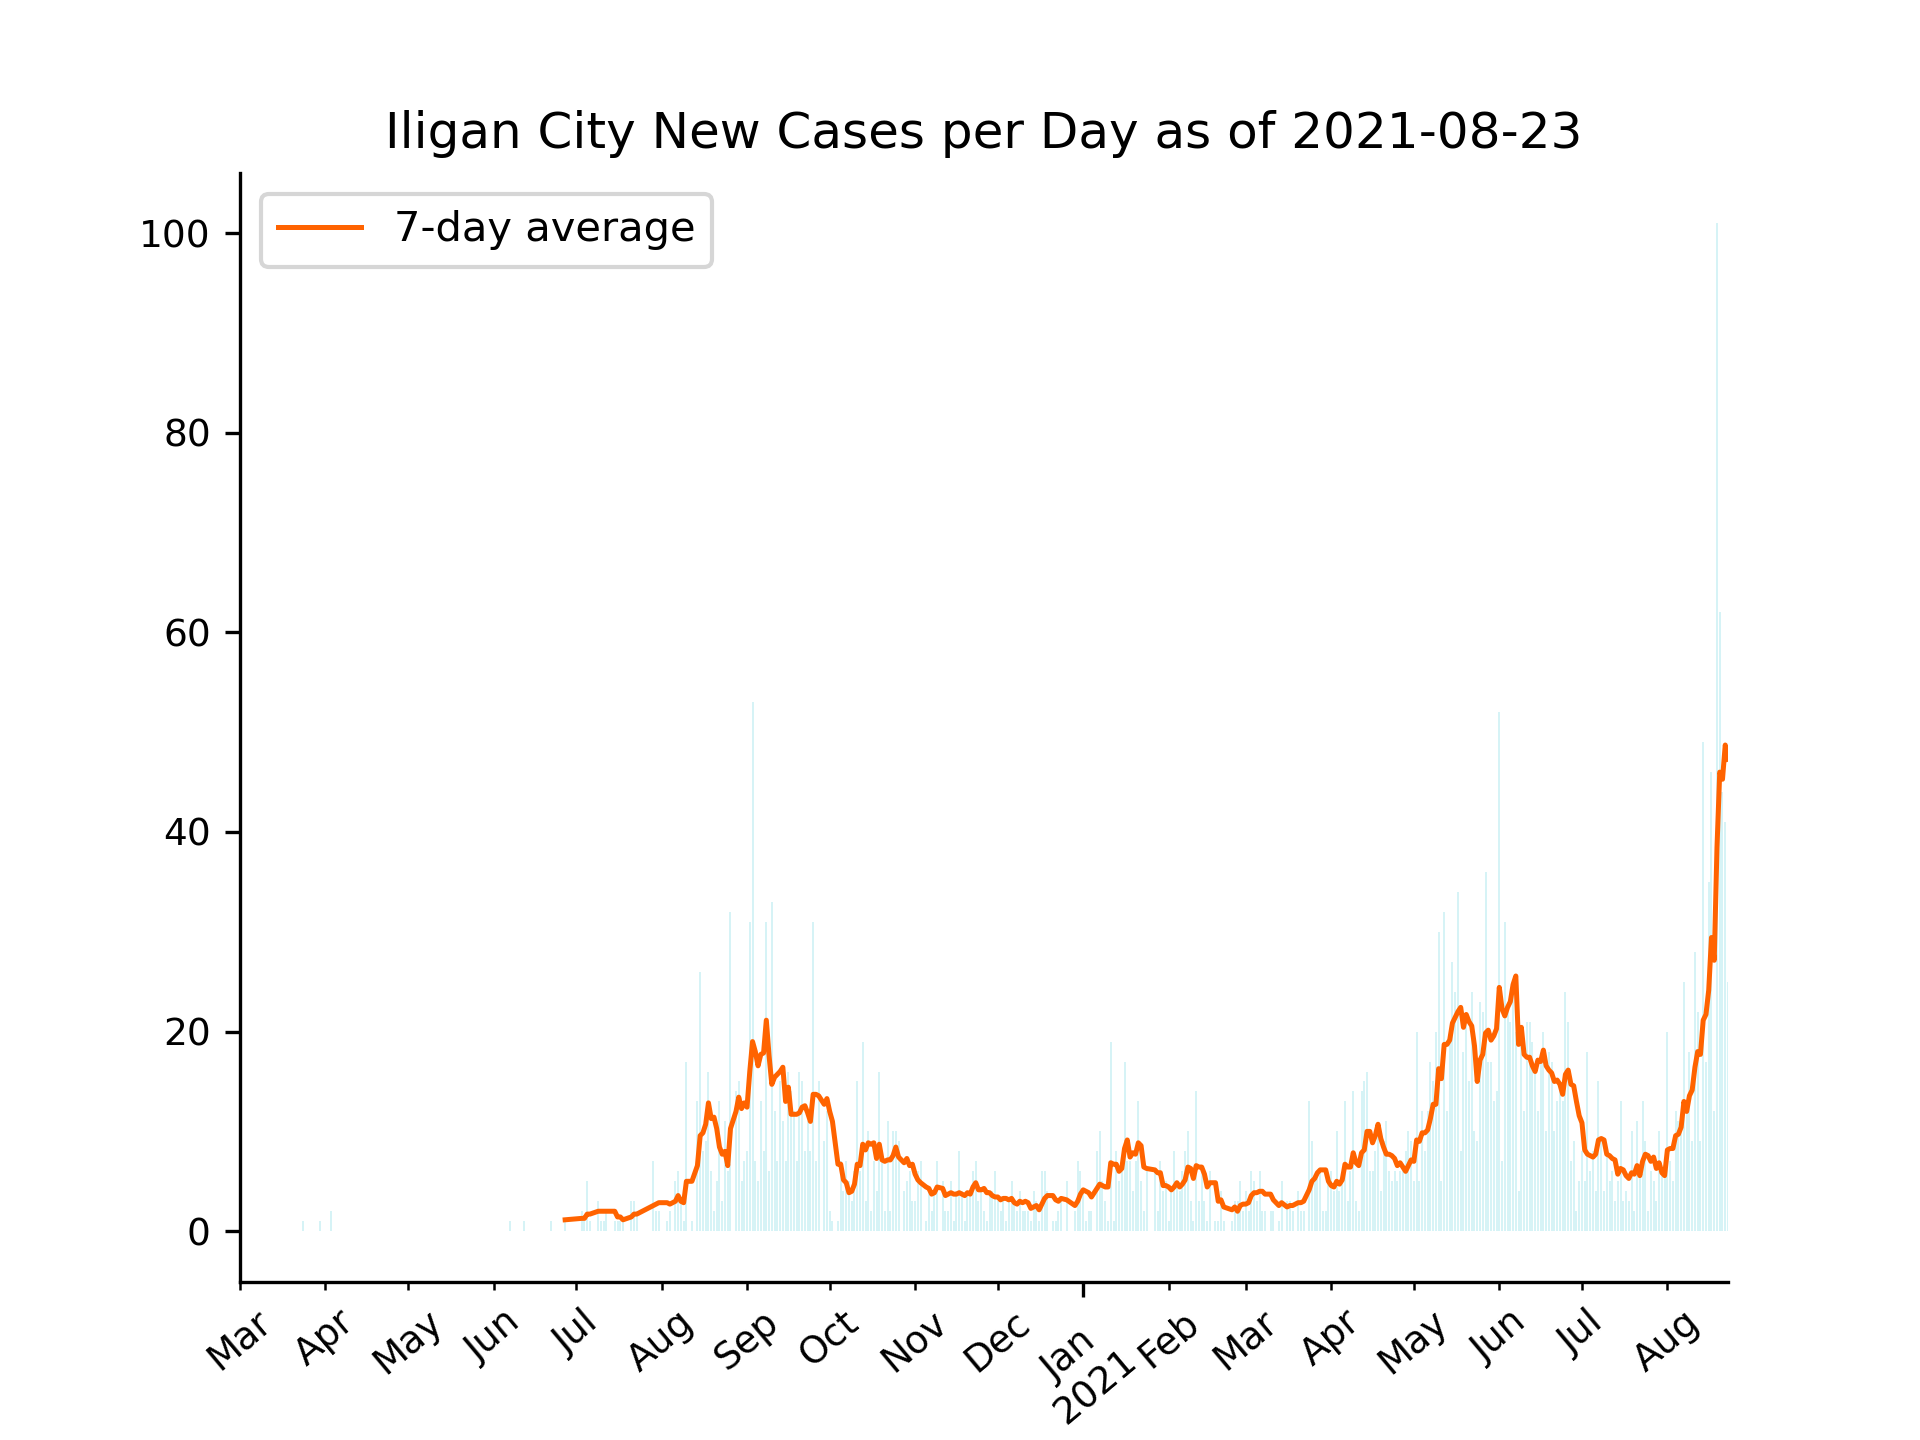 Iligan City New Cases per Day as of 2021-08-23
7-day average
100
80
60
40
20
0
Mar Apr May Jun Jul Aug Sep Oct Nov Dec Jan Feb Mar Apr May Jun Jul Aug
2021